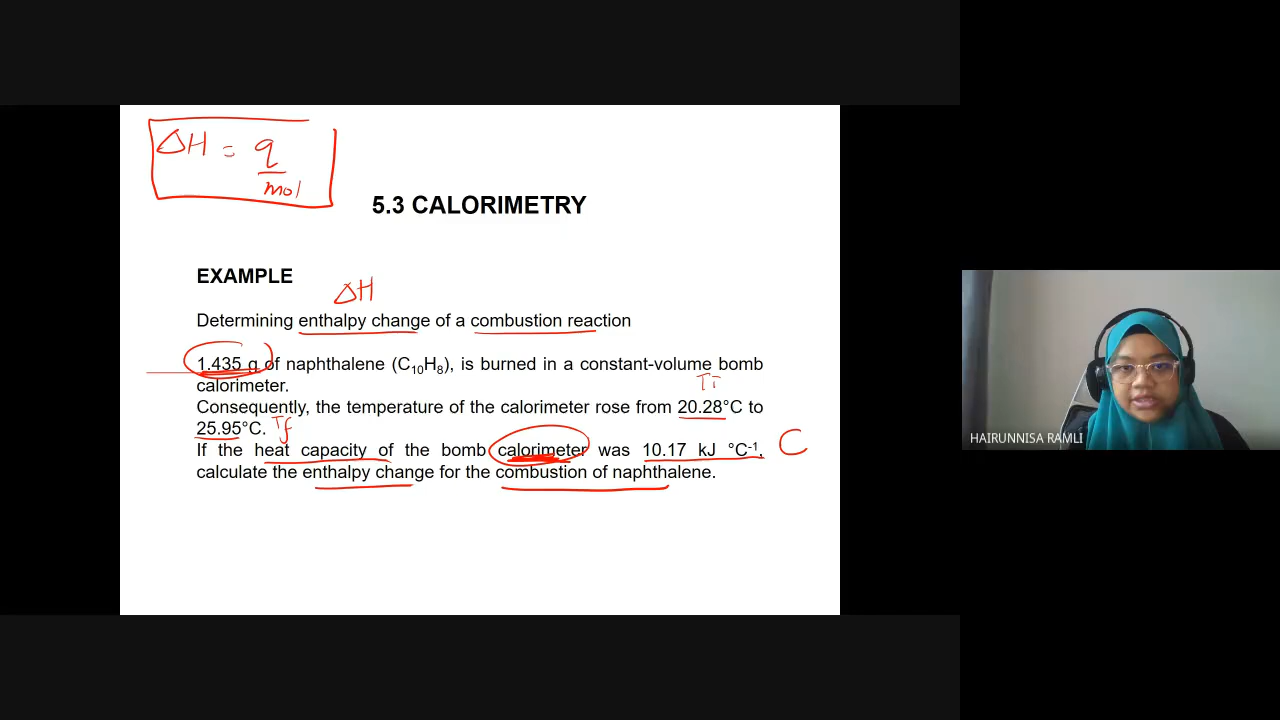 ΔH = q
mol
5.3 CALORIMETRY
EXAMPLE
ΔH
Determining enthalpy change of a combustion reaction
1.435 g of naphthalene (C₁₀H₈), is burned in a constant-volume bomb
calorimeter.
Ti
Consequently, the temperature of the calorimeter rose from 20.28°C to
25.95°C. Tf
If the heat capacity of the bomb calorimeter was 10.17 kJ °C⁻¹, C
calculate the enthalpy change for the combustion of naphthalene.
HAIRUNNISA RAMLI